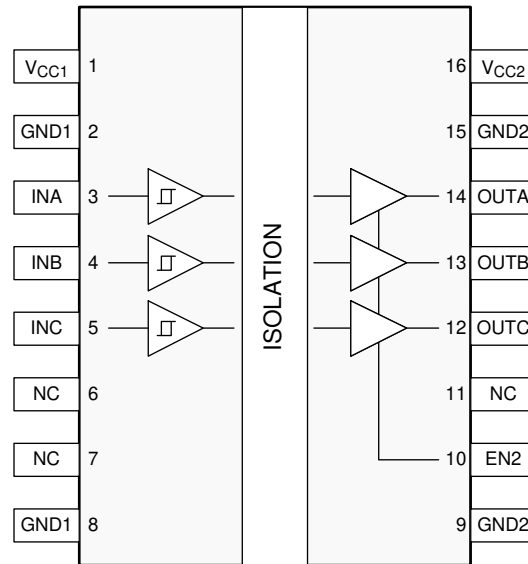 VCC1 1 16 VCC2
GND1 2 15 GND2
INA 3 14 OUTA
INB 4 13 OUTB
INC 5 12 OUTC
NC 6 11 NC
NC 7 10 EN2
GND1 8 9 GND2
ISOLATION